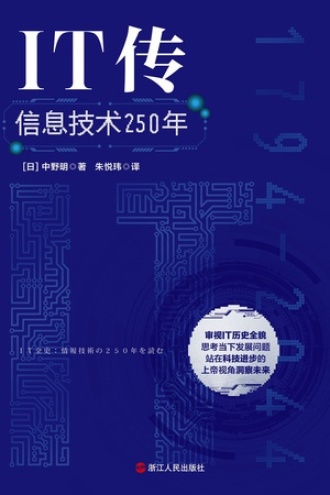 IT传
信息技术250年
[日]中野明◎著 朱悦玮◎译
1794-2044
IT全史：情報技術の250年を読む
审视IT历史全貌
思考当下发展问题
站在科技进步的
上帝视角洞察未来
浙江人民出版社